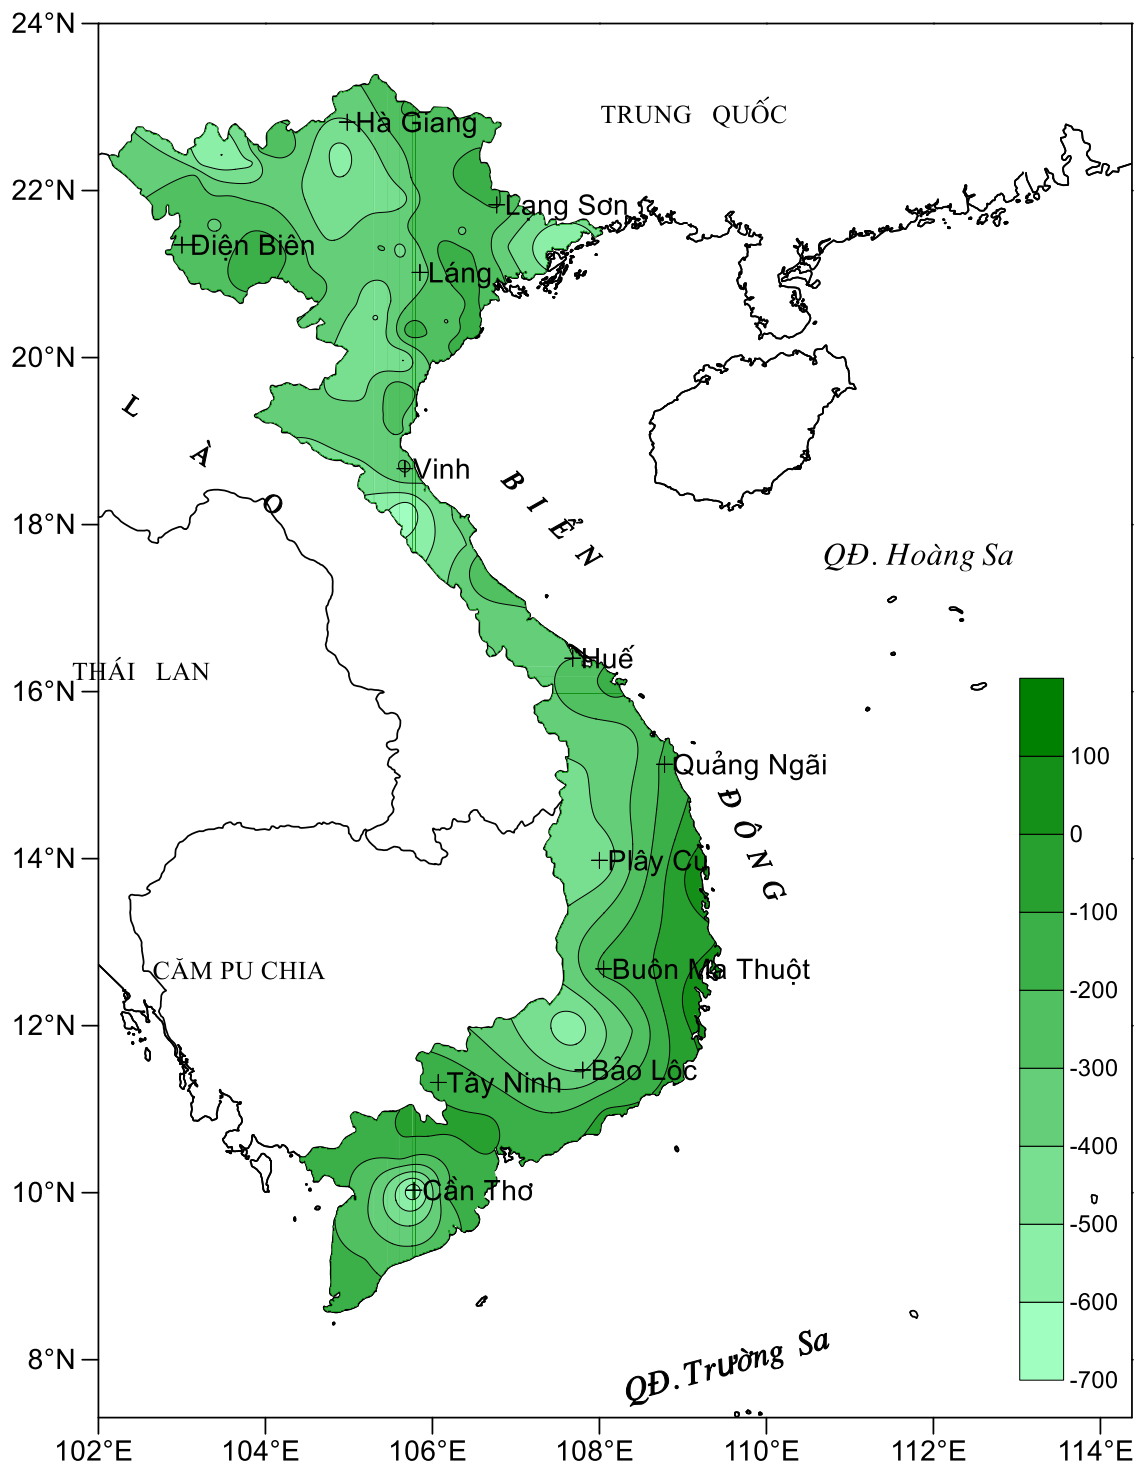 24°N
TRUNG QUỐC
Hà Giang
22°N
Lạng Sơn
Diện Biên
Láng
20°N
L À O
Vinh
BIỂN
18°N
QĐ. Hoàng Sa
THÁI LAN
Huế
16°N
Quảng Ngãi
ĐÔNG
14°N
Plây Cu
CĂM PU CHIA
Buôn Ma Thuột
12°N
Bảo Lộc
Tây Ninh
10°N
Cần Thơ
8°N
QĐ. Trường Sa
100
0
-100
-200
-300
-400
-500
-600
-700
102°E 104°E 106°E 108°E 110°E 112°E 114°E